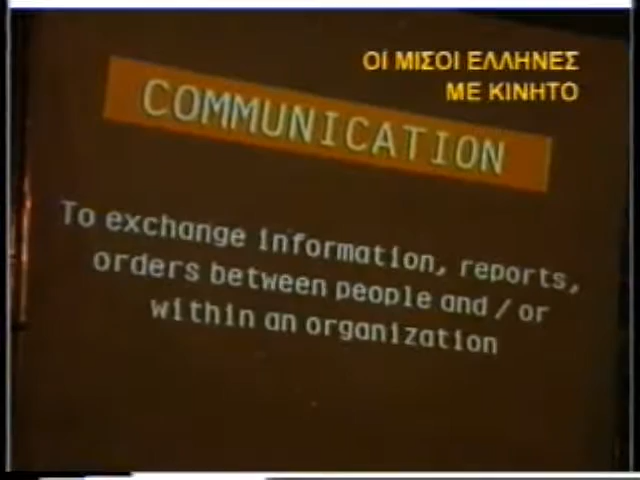 ΟΙ ΜΙΣΟΙ ΕΛΛΗΝΕΣ
ΜΕ ΚΙΝΗΤΟ
COMMUNICATION
To exchange information, reports,
orders between people and / or
within an organization